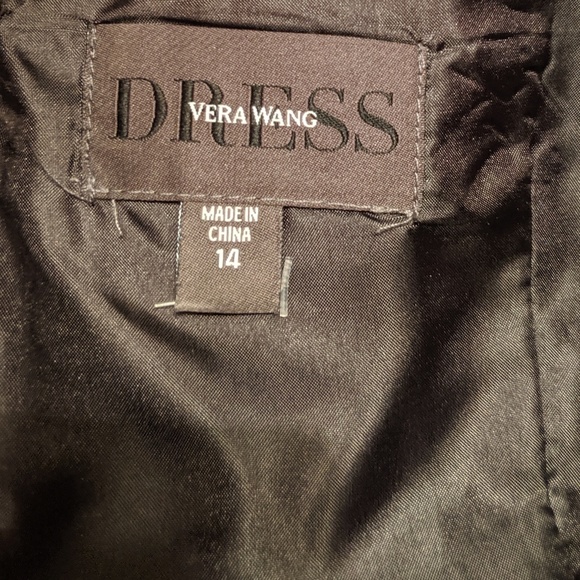 DRESS
VERA WANG
MADE IN
CHINA
14